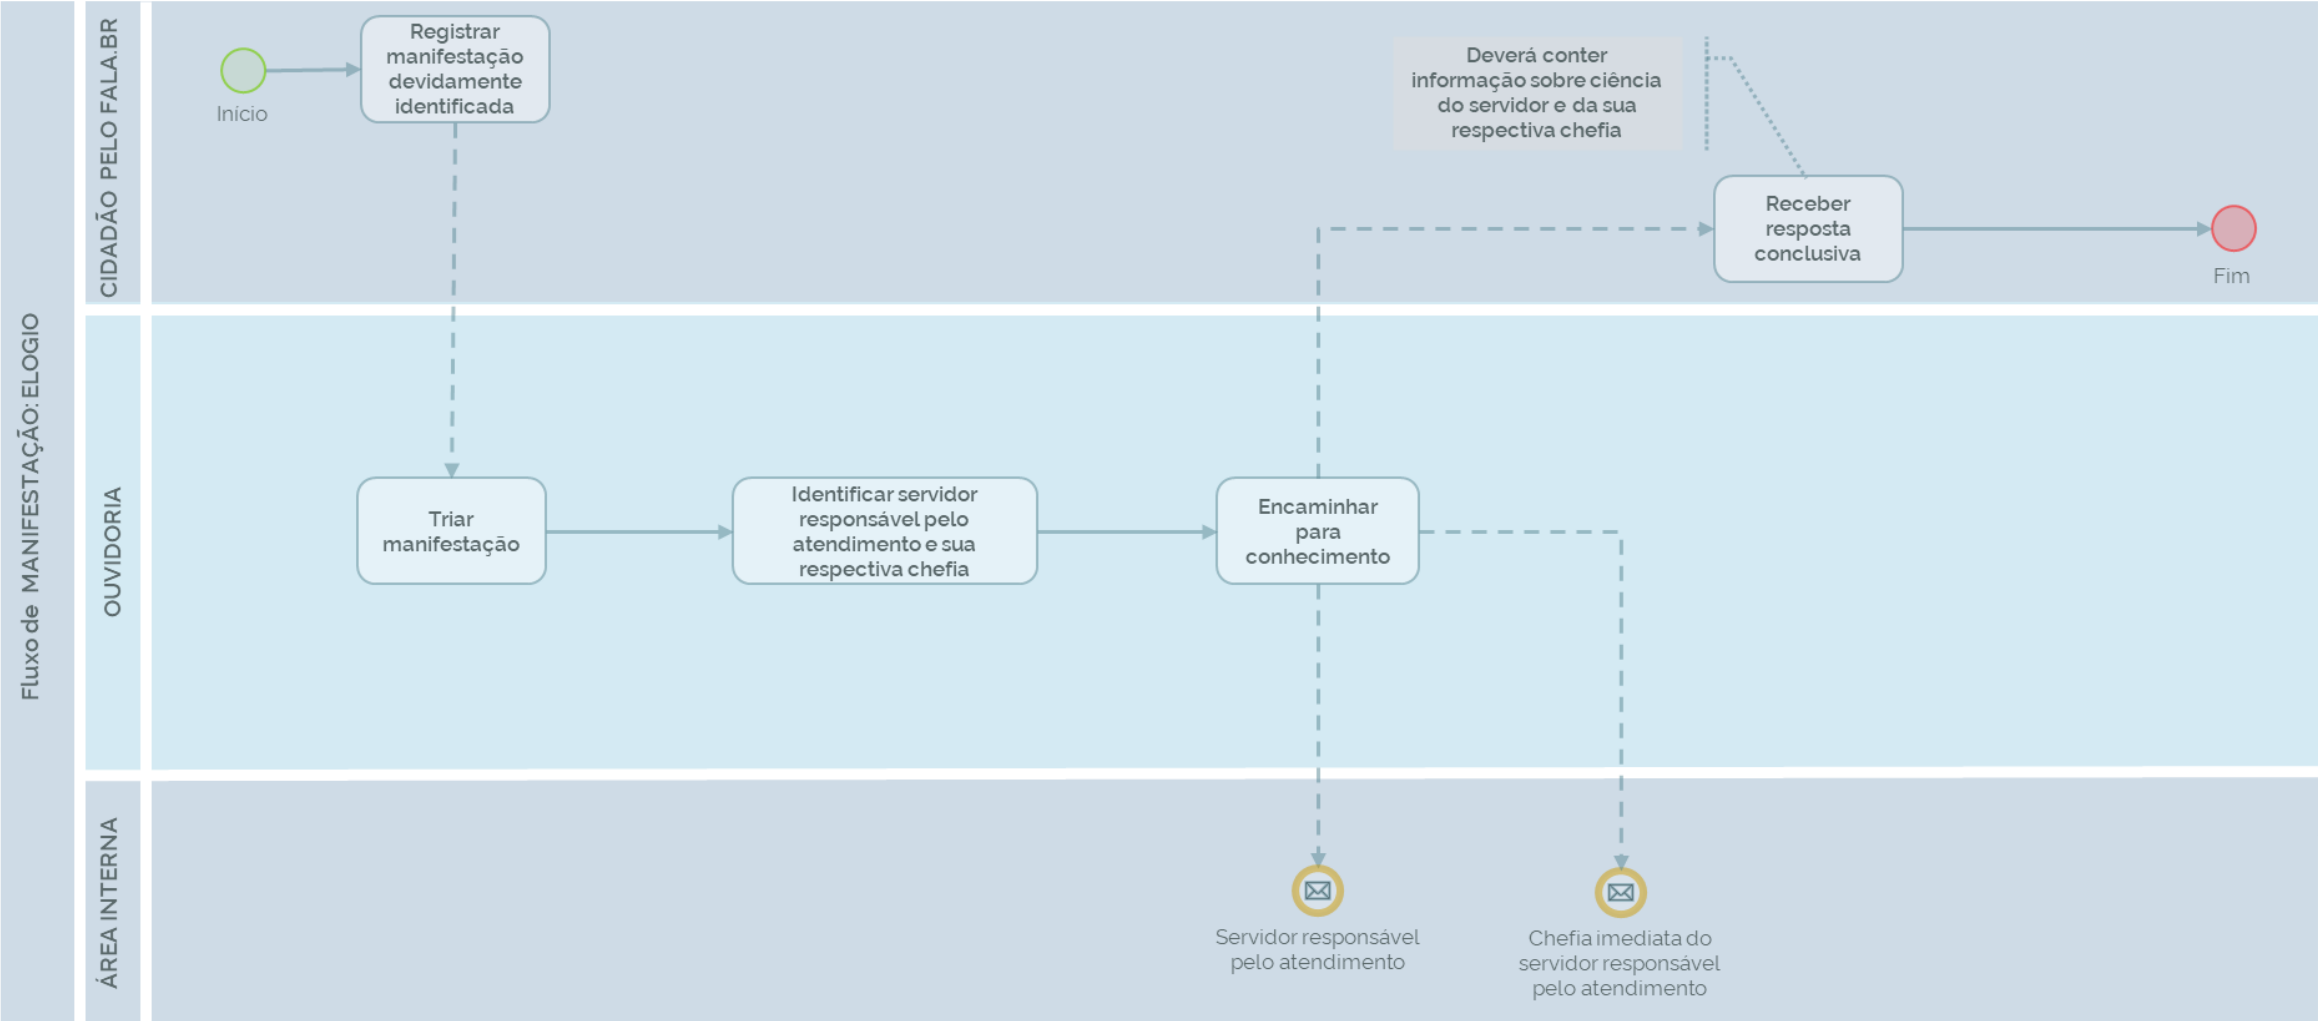 Fluxo de MANIFESTAÇÃO: ELOGIO
CIDADÃO PELO FALA.BR
Início
Registrar
manifestação
devidamente
identificada
Deverá conter
informação sobre ciência
do servidor e da sua
respectiva chefia
Receber
resposta
conclusiva
Fim
OUVIDORIA
Triar
manifestação
Identificar servidor
responsável pelo
atendimento e sua
respectiva chefia
Encaminhar
para
conhecimento
ÁREA INTERNA
Servidor responsável
pelo atendimento
Chefia imediata do
servidor responsável
pelo atendimento